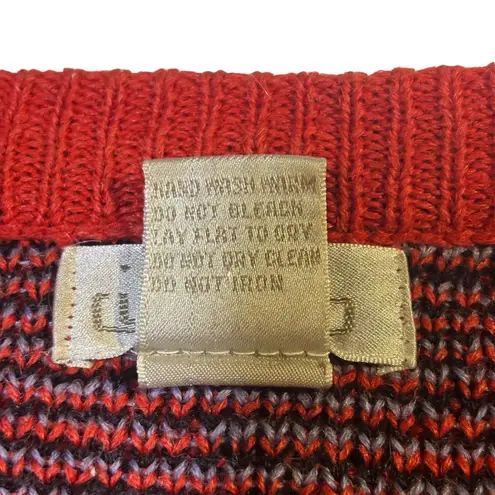 HAND WASH WARM
DO NOT BLEACH
LAY FLAT TO DRY
DO NOT DRY CLEAN
DO NOT IRON